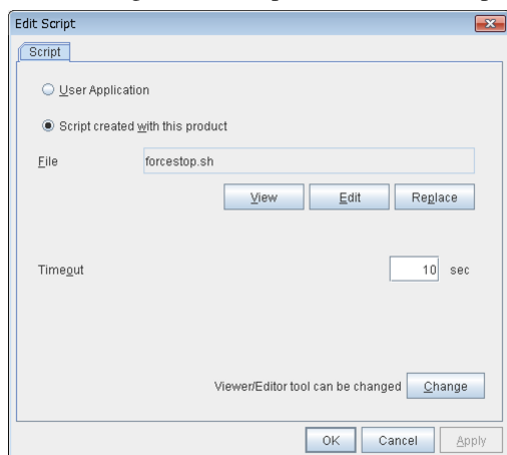 Edit Script
Script
User Application
Script created with this product
File forcestop.sh
View Edit Replace
Timeout 10 sec
Viewer/Editor tool can be changed Change
OK Cancel Apply